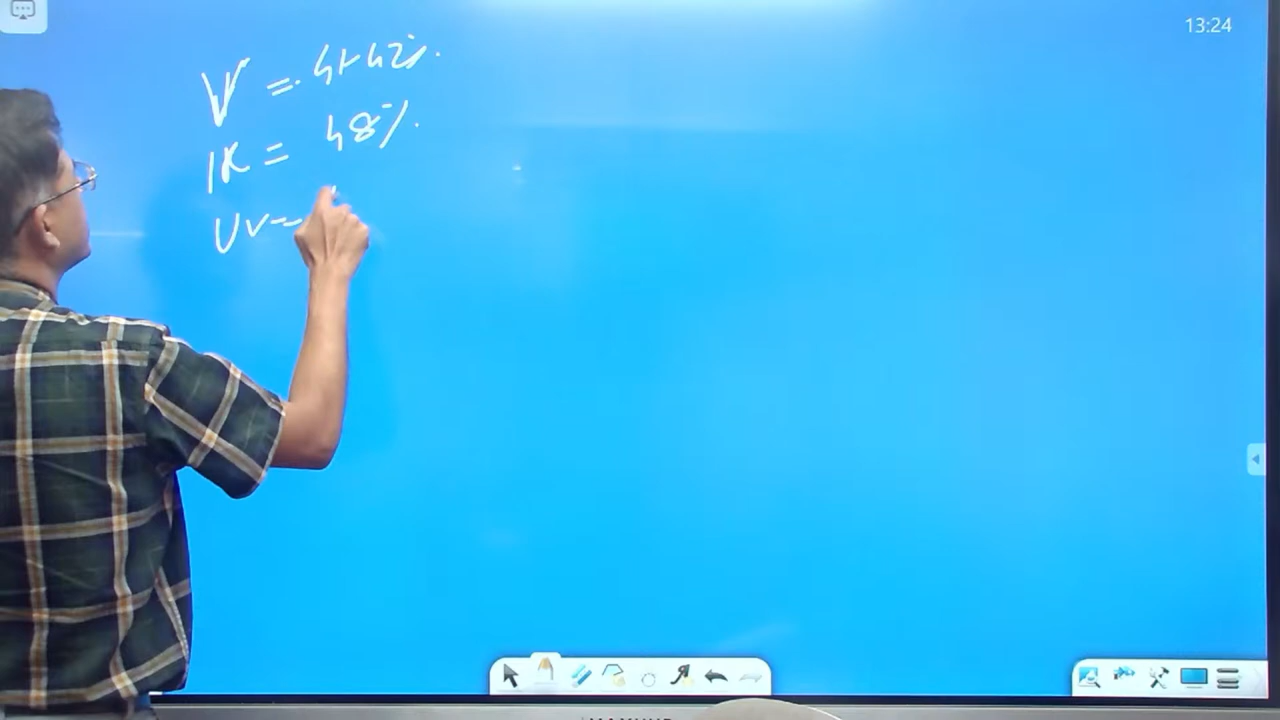 13:24
V = 41-42%.
IR = 48%.
UV =